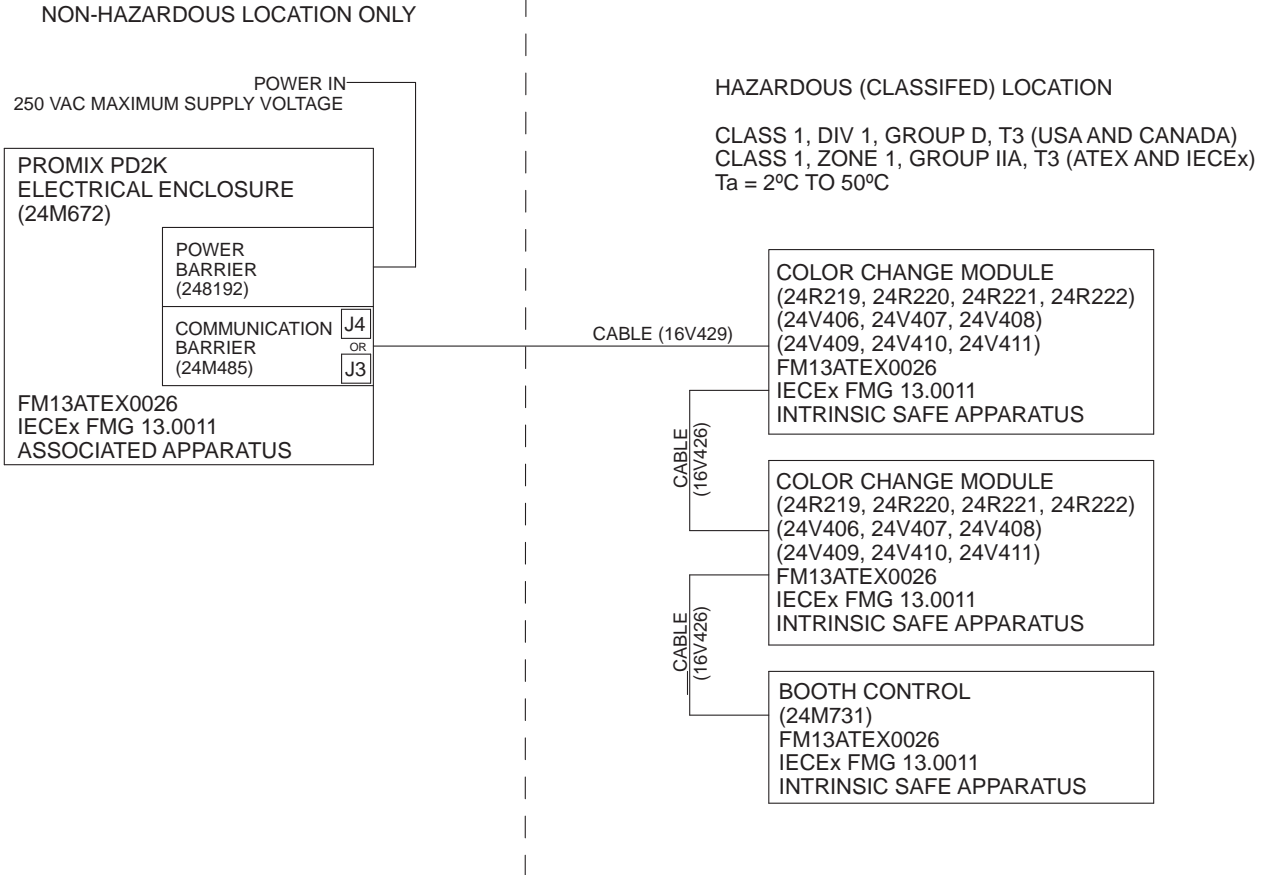 NON-HAZARDOUS LOCATION ONLY
POWER IN
250 VAC MAXIMUM SUPPLY VOLTAGE
PROMIX PD2K
ELECTRICAL ENCLOSURE
(24M672)
POWER
BARRIER
(248192)
COMMUNICATION
BARRIER
(24M485)
J4
OR
J3
FM13ATEX0026
IECEx FMG 13.0011
ASSOCIATED APPARATUS
CABLE (16V429)
HAZARDOUS (CLASSIFED) LOCATION
CLASS 1, DIV 1, GROUP D, T3 (USA AND CANADA)
CLASS 1, ZONE 1, GROUP IIA, T3 (ATEX AND IECEx)
Ta = 2ºC TO 50ºC
COLOR CHANGE MODULE
(24R219, 24R220, 24R221, 24R222)
(24V406, 24V407, 24V408)
(24V409, 24V410, 24V411)
FM13ATEX0026
IECEx FMG 13.0011
INTRINSIC SAFE APPARATUS
CABLE
(16V426)
COLOR CHANGE MODULE
(24R219, 24R220, 24R221, 24R222)
(24V406, 24V407, 24V408)
(24V409, 24V410, 24V411)
FM13ATEX0026
IECEx FMG 13.0011
INTRINSIC SAFE APPARATUS
CABLE
(16V426)
BOOTH CONTROL
(24M731)
FM13ATEX0026
IECEx FMG 13.0011
INTRINSIC SAFE APPARATUS